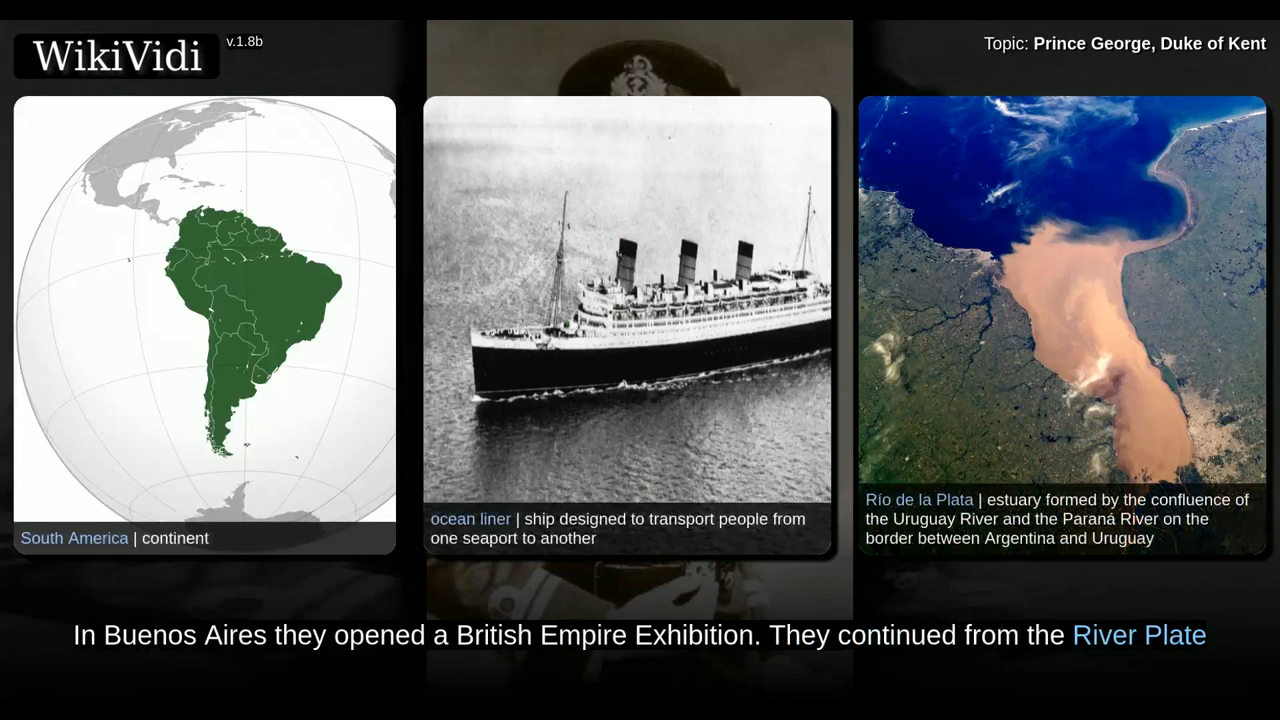 WikiVidi v.1.8b
Topic: Prince George, Duke of Kent
South America | continent
ocean liner | ship designed to transport people from
one seaport to another
Río de la Plata | estuary formed by the confluence of
the Uruguay River and the Paraná River on the
border between Argentina and Uruguay
In Buenos Aires they opened a British Empire Exhibition. They continued from the River Plate